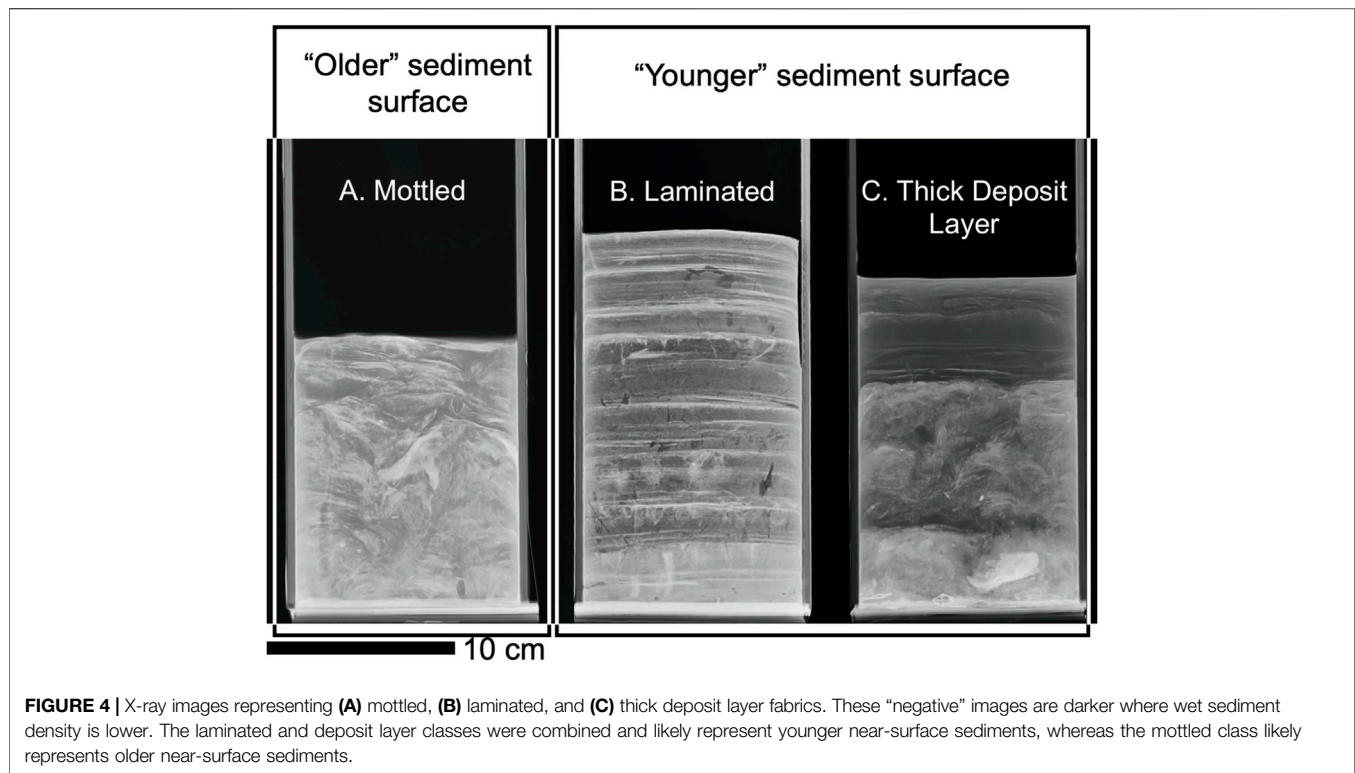 “Older” sediment
surface
“Younger” sediment surface
A. Mottled
B. Laminated
C. Thick Deposit
Layer
10 cm
FIGURE 4 | X-ray images representing (A) mottled, (B) laminated, and (C) thick deposit layer fabrics. These “negative” images are darker where wet sediment
density is lower. The laminated and deposit layer classes were combined and likely represent younger near-surface sediments, whereas the mottled class likely
represents older near-surface sediments.